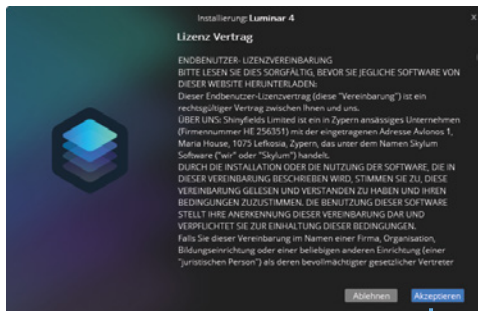 Installierung: Luminar 4
x
Lizenz Vertrag
ENDBENUTZER- LIZENZVEREINBARUNG
BITTE LESEN SIE DIES SORGFÄLTIG, BEVOR SIE JEGLICHE SOFTWARE VON
DIESER WEBSITE HERUNTERLADEN:
Dieser Endbenutzer-Lizenzvertrag (diese "Vereinbarung") ist ein
rechtsgültiger Vertrag zwischen Ihnen und uns.
ÜBER UNS: Shinyfields Limited ist ein in Zypern ansässiges Unternehmen
(Firmennummer HE 256351) mit der eingetragenen Adresse Avlonos 1,
Maria House, 1075 Lefkosia, Zypern, das unter dem Namen Skylum
Software ("wir" oder "Skylum") handelt.
DURCH DIE INSTALLATION ODER DIE NUTZUNG DER SOFTWARE, DIE IN
DIESER VEREINBARUNG BESCHRIEBEN WIRD, STIMMEN SIE ZU, DIESE
VEREINBARUNG GELESEN UND VERSTANDEN ZU HABEN UND IHREN
BEDINGUNGEN ZUZUSTIMMEN. DIE BENUTZUNG DIESER SOFTWARE
STELLT IHRE ANERKENNUNG DIESER VEREINBARUNG DAR UND
VERPFLICHTET SIE ZUR EINHALTUNG DIESER BEDINGUNGEN.
Falls Sie dieser Vereinbarung im Namen einer Firma, Organisation,
Bildungseinrichtung oder einer beliebigen anderen Einrichtung (einer
"juristischen Person") als deren bevollmächtigter gesetzlicher Vertreter
Ablehnen
Akzeptieren